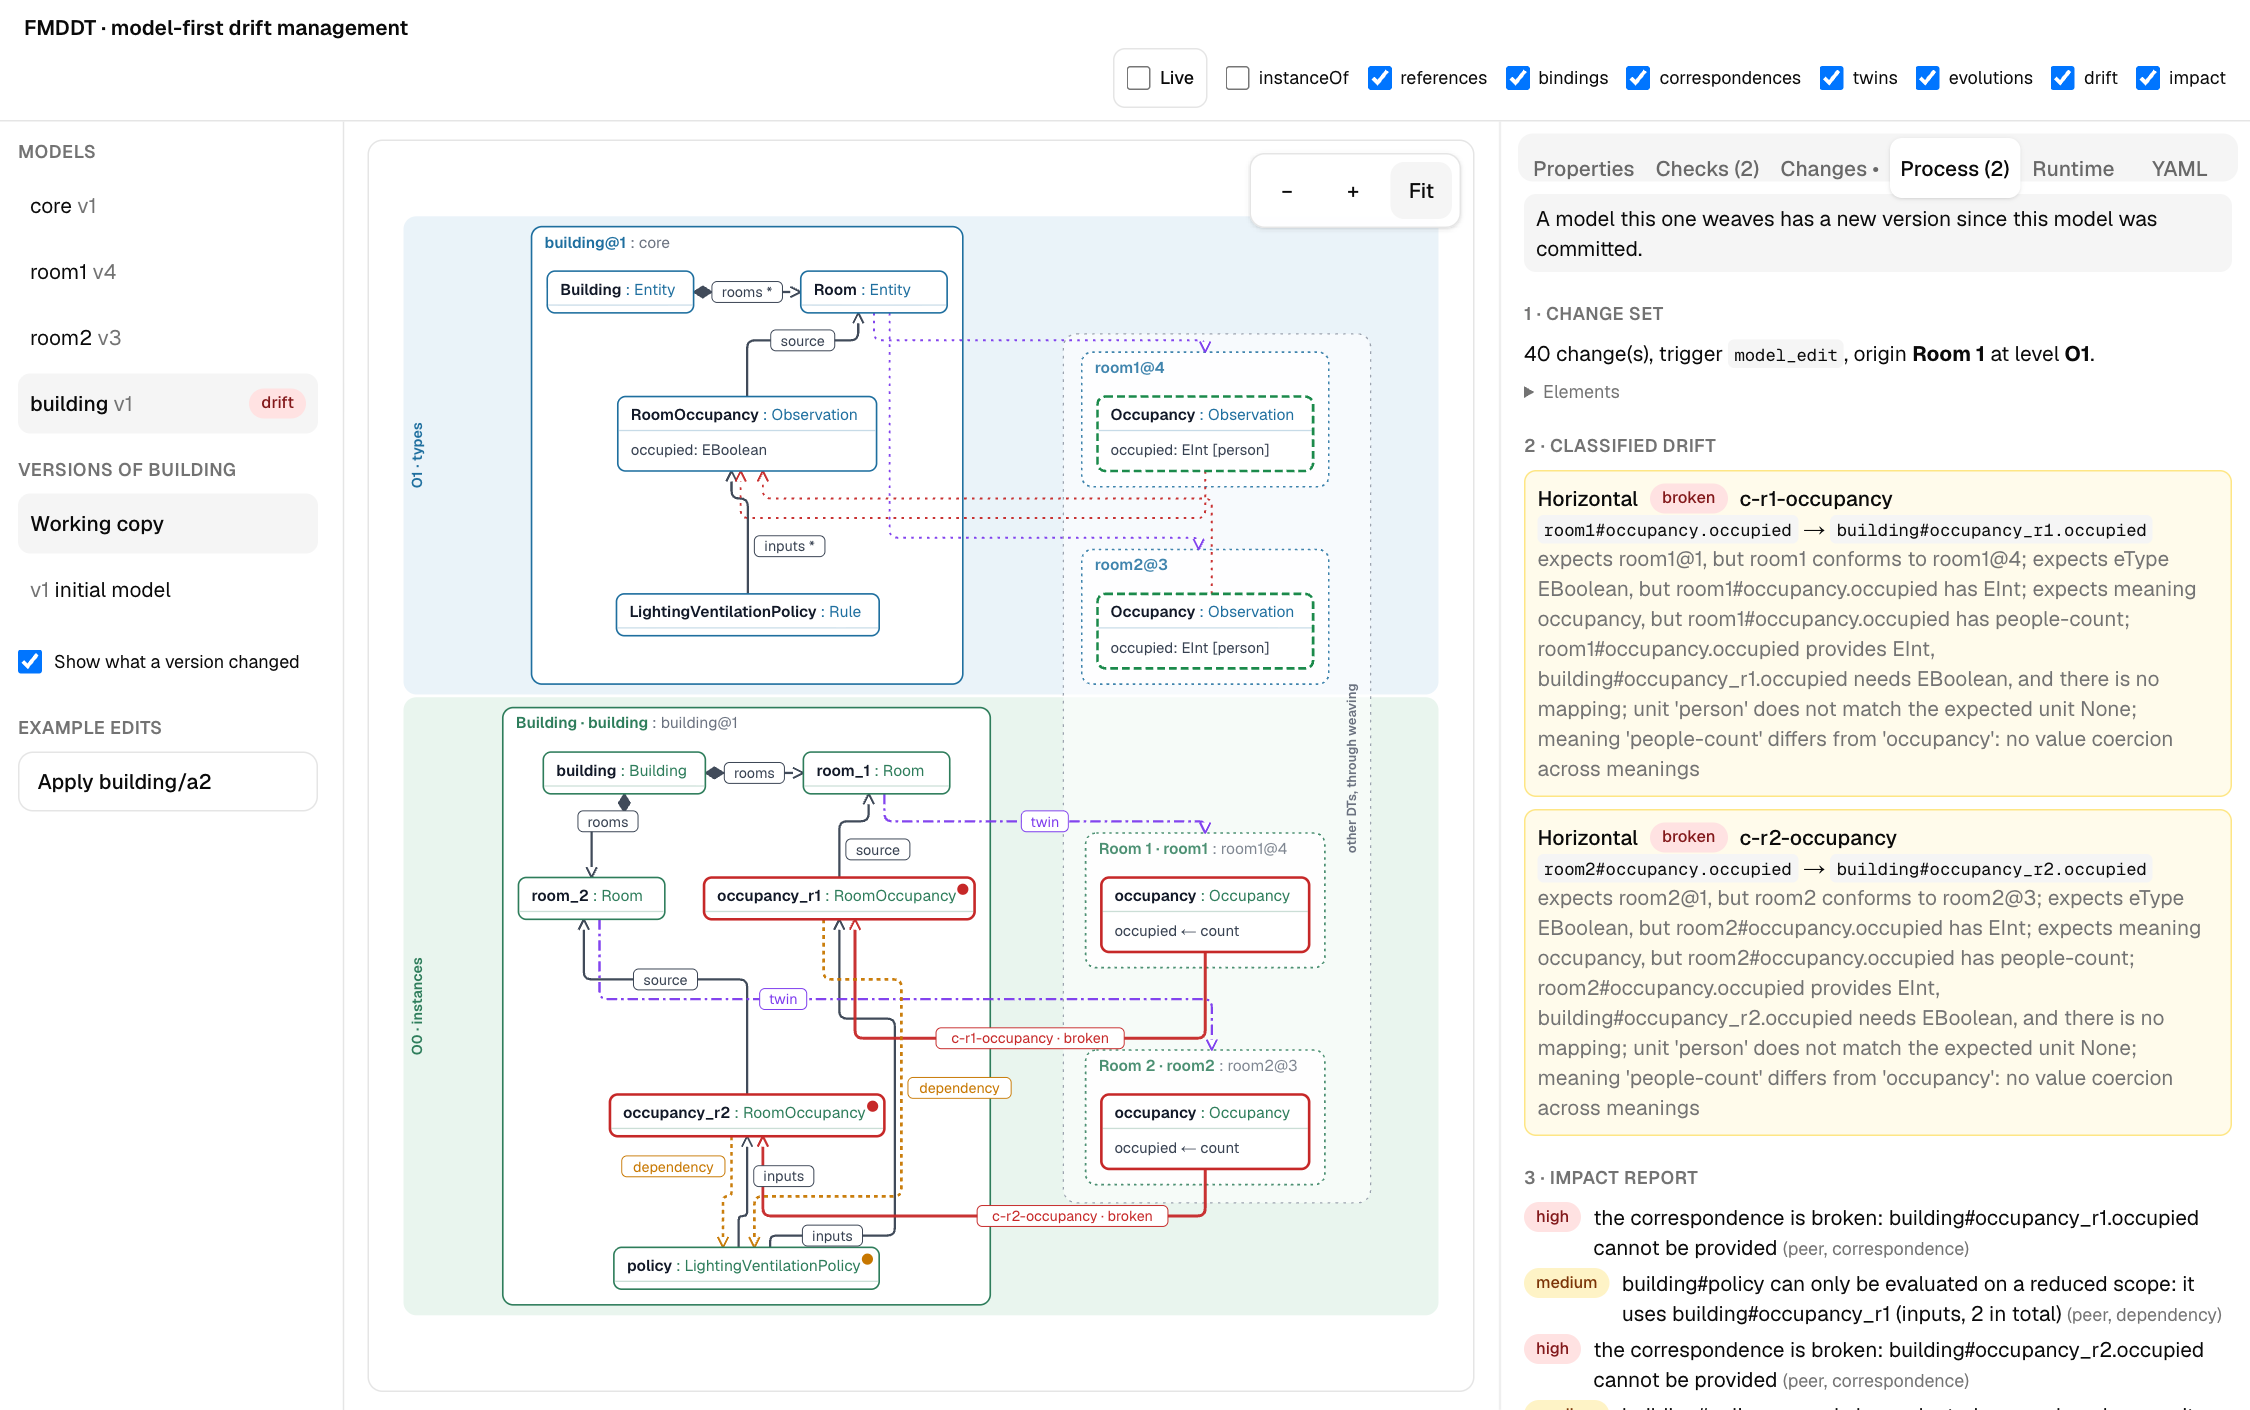 FMDDT · model-first drift management
Live
instanceOf
references
bindings
correspondences
twins
evolutions
drift
impact
MODELS
core v1
room1 v4
room2 v3
building v1
drift
VERSIONS OF BUILDING
Working copy
v1 initial model
Show what a version changed
EXAMPLE EDITS
Apply building/a2
−
+
Fit
O1 · types
building@1 : core
Building : Entity
rooms *
Room : Entity
source
RoomOccupancy : Observation
occupied: EBoolean
inputs *
LightingVentilationPolicy : Rule
room1@4
Occupancy : Observation
occupied: EInt [person]
room2@3
Occupancy : Observation
occupied: EInt [person]
other DTs, through weaving
O0 · instances
Building · building : building@1
building : Building
rooms
room_1 : Room
rooms
source
twin
room_2 : Room
occupancy_r1 : RoomOccupancy
source
twin
c-r1-occupancy · broken
dependency
occupancy_r2 : RoomOccupancy
dependency
inputs
c-r2-occupancy · broken
inputs
policy : LightingVentilationPolicy
Room 1 · room1 : room1@4
occupancy : Occupancy
occupied ← count
Room 2 · room2 : room2@3
occupancy : Occupancy
occupied ← count
Properties
Checks (2)
Changes •
Process (2)
Runtime
YAML
A model this one weaves has a new version since this model was
committed.
1 · CHANGE SET
40 change(s), trigger model_edit, origin Room 1 at level O1.
▶ Elements
2 · CLASSIFIED DRIFT
Horizontal broken c-r1-occupancy
room1#occupancy.occupied → building#occupancy_r1.occupied
expects room1@1, but room1 conforms to room1@4; expects eType
EBoolean, but room1#occupancy.occupied has EInt; expects meaning
occupancy, but room1#occupancy.occupied has people-count;
room1#occupancy.occupied provides EInt,
building#occupancy_r1.occupied needs EBoolean, and there is no
mapping; unit 'person' does not match the expected unit None;
meaning 'people-count' differs from 'occupancy': no value coercion
across meanings
Horizontal broken c-r2-occupancy
room2#occupancy.occupied → building#occupancy_r2.occupied
expects room2@1, but room2 conforms to room2@3; expects eType
EBoolean, but room2#occupancy.occupied has EInt; expects meaning
occupancy, but room2#occupancy.occupied has people-count;
room2#occupancy.occupied provides EInt,
building#occupancy_r2.occupied needs EBoolean, and there is no
mapping; unit 'person' does not match the expected unit None;
meaning 'people-count' differs from 'occupancy': no value coercion
across meanings
3 · IMPACT REPORT
high the correspondence is broken: building#occupancy_r1.occupied
cannot be provided (peer, correspondence)
medium building#policy can only be evaluated on a reduced scope: it
uses building#occupancy_r1 (inputs, 2 in total) (peer, dependency)
high the correspondence is broken: building#occupancy_r2.occupied
cannot be provided (peer, correspondence)